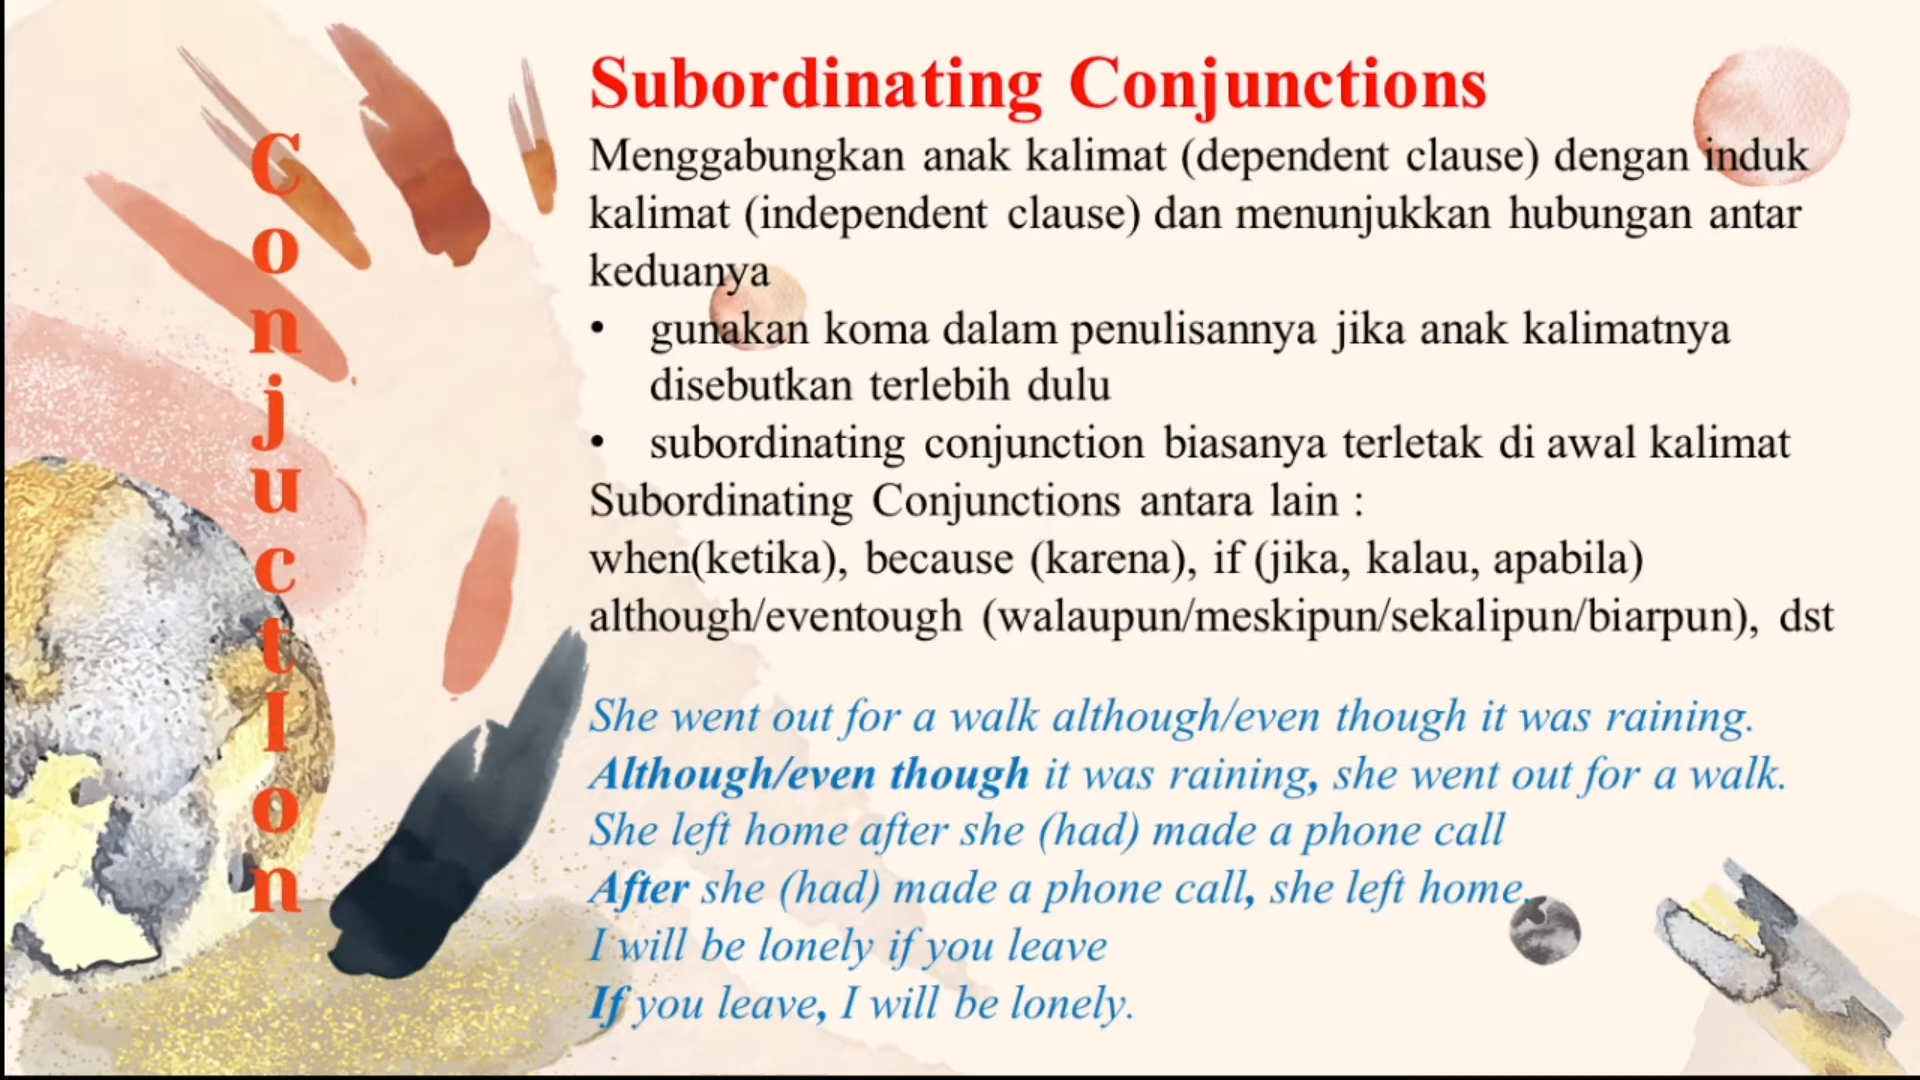 Conjuctlon
Subordinating Conjunctions
Menggabungkan anak kalimat (dependent clause) dengan induk
kalimat (independent clause) dan menunjukkan hubungan antar
keduanya
• gunakan koma dalam penulisannya jika anak kalimatnya
disebutkan terlebih dulu
• subordinating conjunction biasanya terletak di awal kalimat
Subordinating Conjunctions antara lain :
when(ketika), because (karena), if (jika, kalau, apabila)
although/eventough (walaupun/meskipun/sekalipun/biarpun), dst
She went out for a walk although/even though it was raining.
Although/even though it was raining, she went out for a walk.
She left home after she (had) made a phone call
After she (had) made a phone call, she left home.
I will be lonely if you leave
If you leave, I will be lonely.